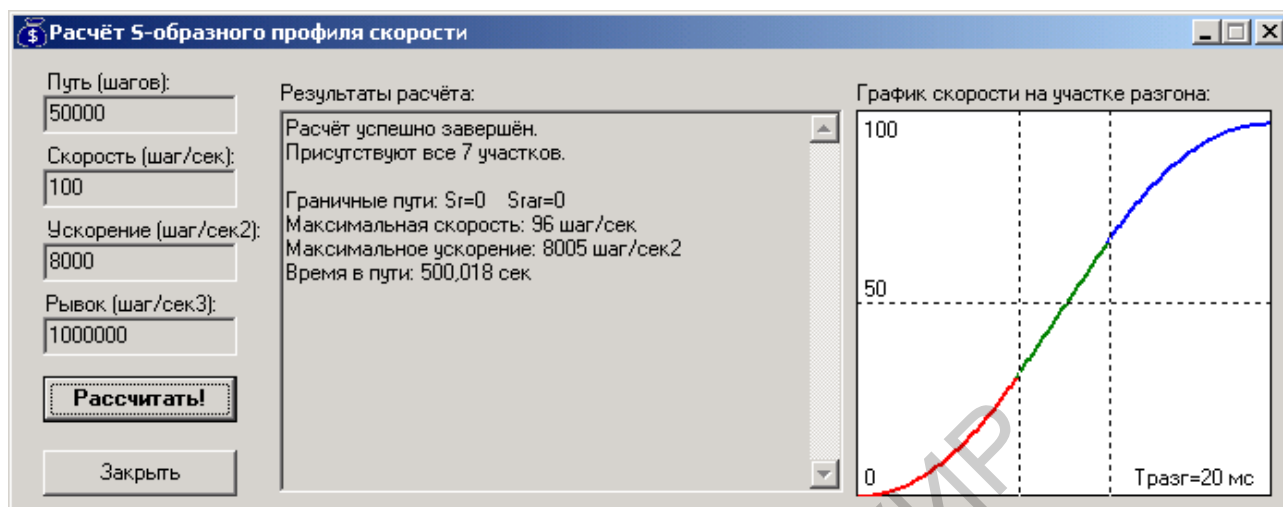 Расчёт S-образного профиля скорости
Путь (шагов):
50000
Скорость (шаг/сек):
100
Ускорение (шаг/сек2):
8000
Рывок (шаг/сек3):
1000000
Рассчитать!
Закрыть
Результаты расчёта:
Расчёт успешно завершён.
Присутствуют все 7 участков.
Граничные пути: Sr=0 Srar=0
Максимальная скорость: 96 шаг/сек
Максимальное ускорение: 8005 шаг/сек2
Время в пути: 500,018 сек
График скорости на участке разгона:
100
50
0
Tразг=20 мс